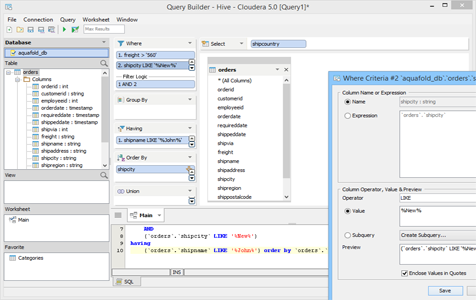 Query Builder - Hive - Cloudera 5.0 [Query1]*
File Connection Query Worksheet Window
Max Results
Database
aquafold_db
Table
orders
Columns
orderid : int
customerid : string
employeeid : int
orderdate : timestamp
requireddate : timestamp
shippeddate : timestamp
shipvia : int
freight : string
shipname : string
shipaddress : string
shipcity : string
shipregion : string
View
Worksheet
Main
Favorite
Categories
Where
1. freight > '560'
2. shipcity LIKE '%New%'
Filter Logic
1 AND 2
Group By
Having
1. shipname LIKE '%John%'
Order By
shipcity
Union
Select
shipcountry
orders
* (All Columns)
orderid
customerid
employeeid
orderdate
requireddate
shippeddate
shipvia
freight
shipname
shipaddress
shipcity
shipregion
shippostalcode
Main
7 AND
8 (`orders`.`shipcity` LIKE '%New%')
9 having
10 (`orders`.`shipname` LIKE '%John%') order by `orders`.
INS
SQL
Where Criteria #2 `aquafold_db`.`orders`.
Column Name or Expression
Name
shipcity : string
Expression
`orders`.`shipcity`
Column Operator, Value & Preview
Operator
LIKE
Value
%New%
Subquery
Create Subquery...
Preview
(`orders`.`shipcity` LIKE '%New
Enclose Values in Quotes
Save